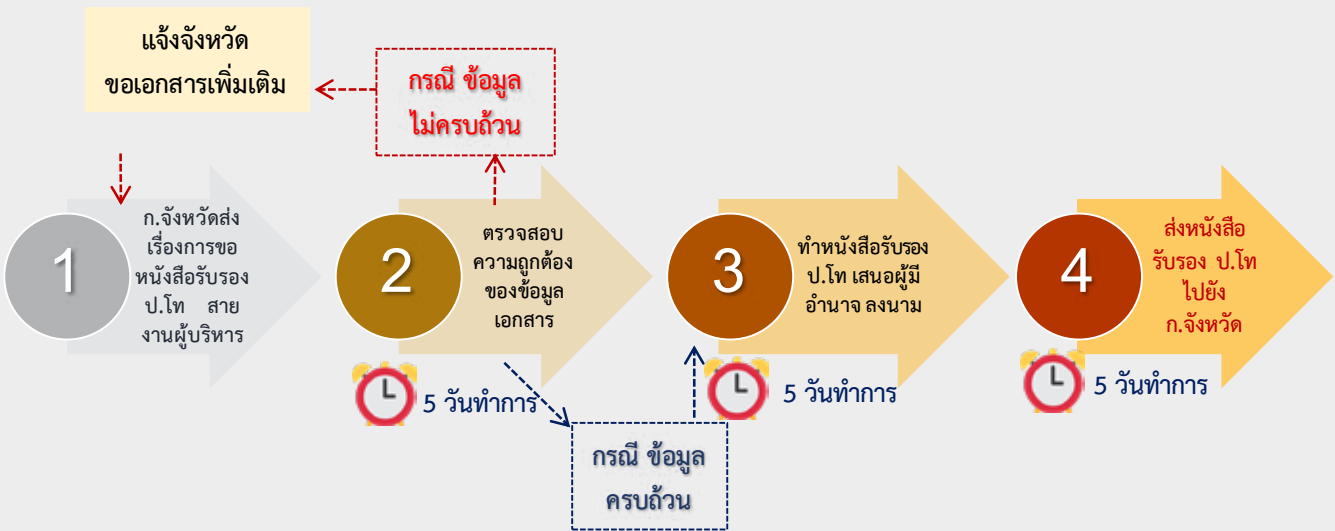 แจ้งจังหวัด
ขอเอกสารเพิ่มเติม
กรณี ข้อมูล
ไม่ครบถ้วน
1
ก.จังหวัดส่ง
เรื่องการขอ
หนังสือรับรอง
ป.โท สาย
งานผู้บริหาร
2
ตรวจสอบ
ความถูกต้อง
ของข้อมูล
เอกสาร
5 วันทำการ
กรณี ข้อมูล
ครบถ้วน
3
ทำหนังสือรับรอง
ป.โท เสนอผู้มี
อำนาจ ลงนาม
5 วันทำการ
4
ส่งหนังสือ
รับรอง ป.โท
ไปยัง
ก.จังหวัด
5 วันทำการ